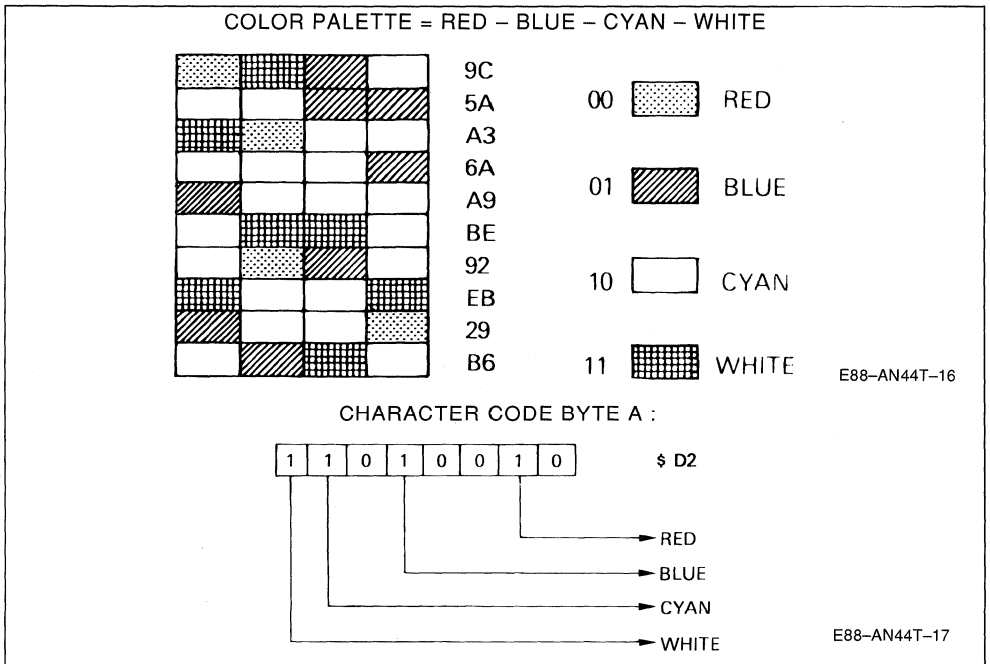 COLOR PALETTE = RED – BLUE – CYAN – WHITE
9C
5A
A3
6A
A9
BE
92
EB
29
B6
00 RED
01 BLUE
10 CYAN
11 WHITE
E88–AN44T–16
CHARACTER CODE BYTE A :
1 1 0 1 0 0 1 0 $ D2
RED
BLUE
CYAN
WHITE
E88–AN44T–17